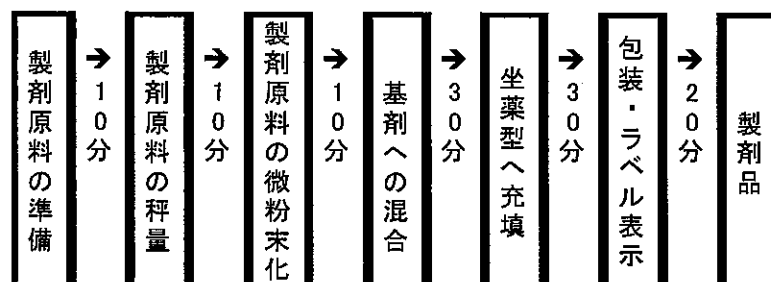 製剤原料の準備
➔10分
製剤原料の秤量
➔10分
製剤原料の微粉末化
➔10分
基剤への混合
➔30分
坐薬型へ充填
➔30分
包装・ラベル表示
➔20分
製剤品